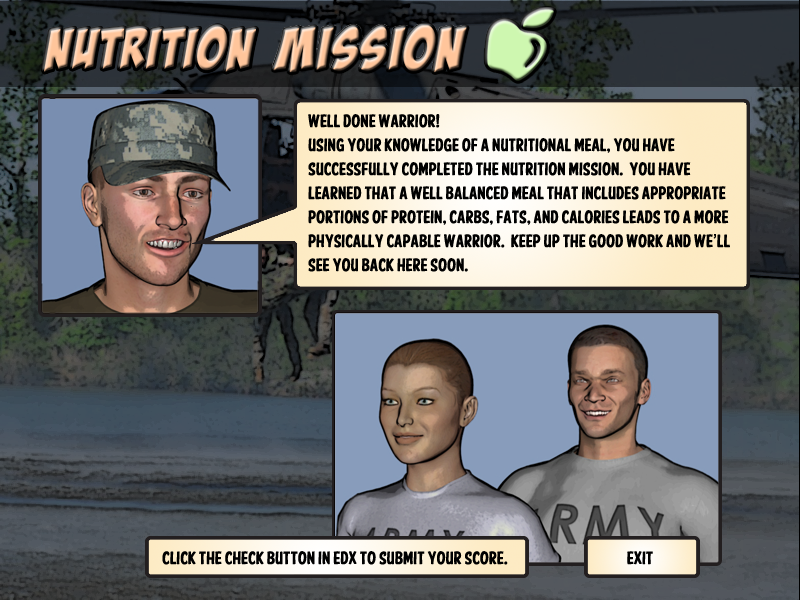 NUTRITION MISSION
WELL DONE WARRIOR!
USING YOUR KNOWLEDGE OF A NUTRITIONAL MEAL, YOU HAVE
SUCCESSFULLY COMPLETED THE NUTRITION MISSION. YOU HAVE
LEARNED THAT A WELL BALANCED MEAL THAT INCLUDES APPROPRIATE
PORTIONS OF PROTEIN, CARBS, FATS, AND CALORIES LEADS TO A MORE
PHYSICALLY CAPABLE WARRIOR. KEEP UP THE GOOD WORK AND WE'LL
SEE YOU BACK HERE SOON.
ARMY
ARMY
CLICK THE CHECK BUTTON IN EDX TO SUBMIT YOUR SCORE.
EXIT